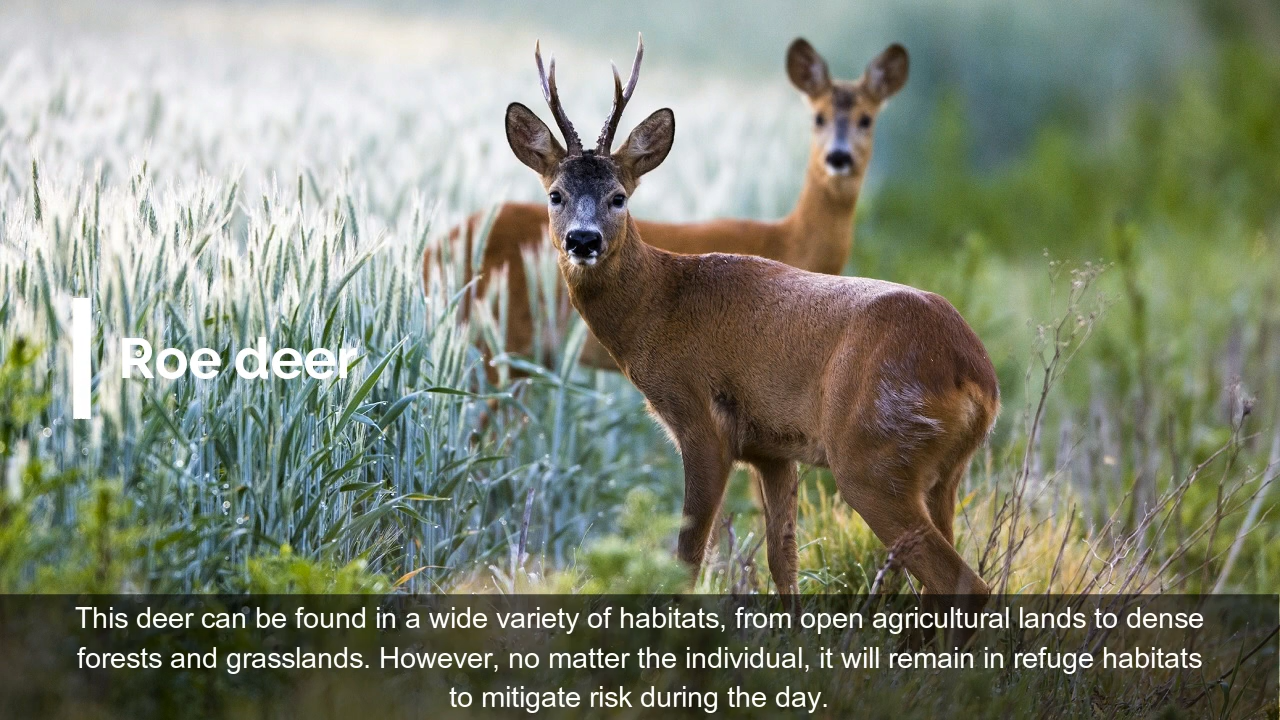 Roe deer
This deer can be found in a wide variety of habitats, from open agricultural lands to dense
forests and grasslands. However, no matter the individual, it will remain in refuge habitats
to mitigate risk during the day.